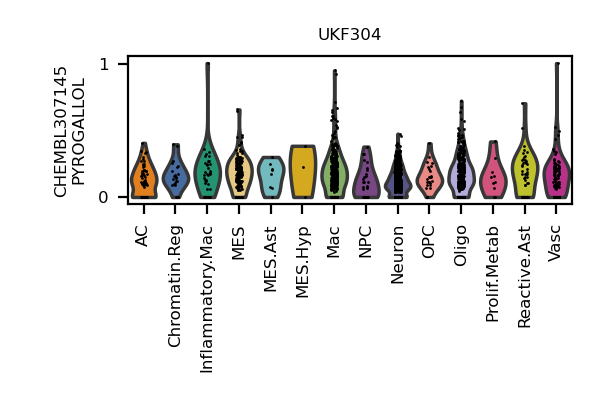 UKF304
CHEMBL307145
PYROGALLOL
1
0
AC
Chromatin.Reg
Inflammatory.Mac
MES
MES.Ast
MES.Hyp
Mac
NPC
Neuron
OPC
Oligo
Prolif.Metab
Reactive.Ast
Vasc